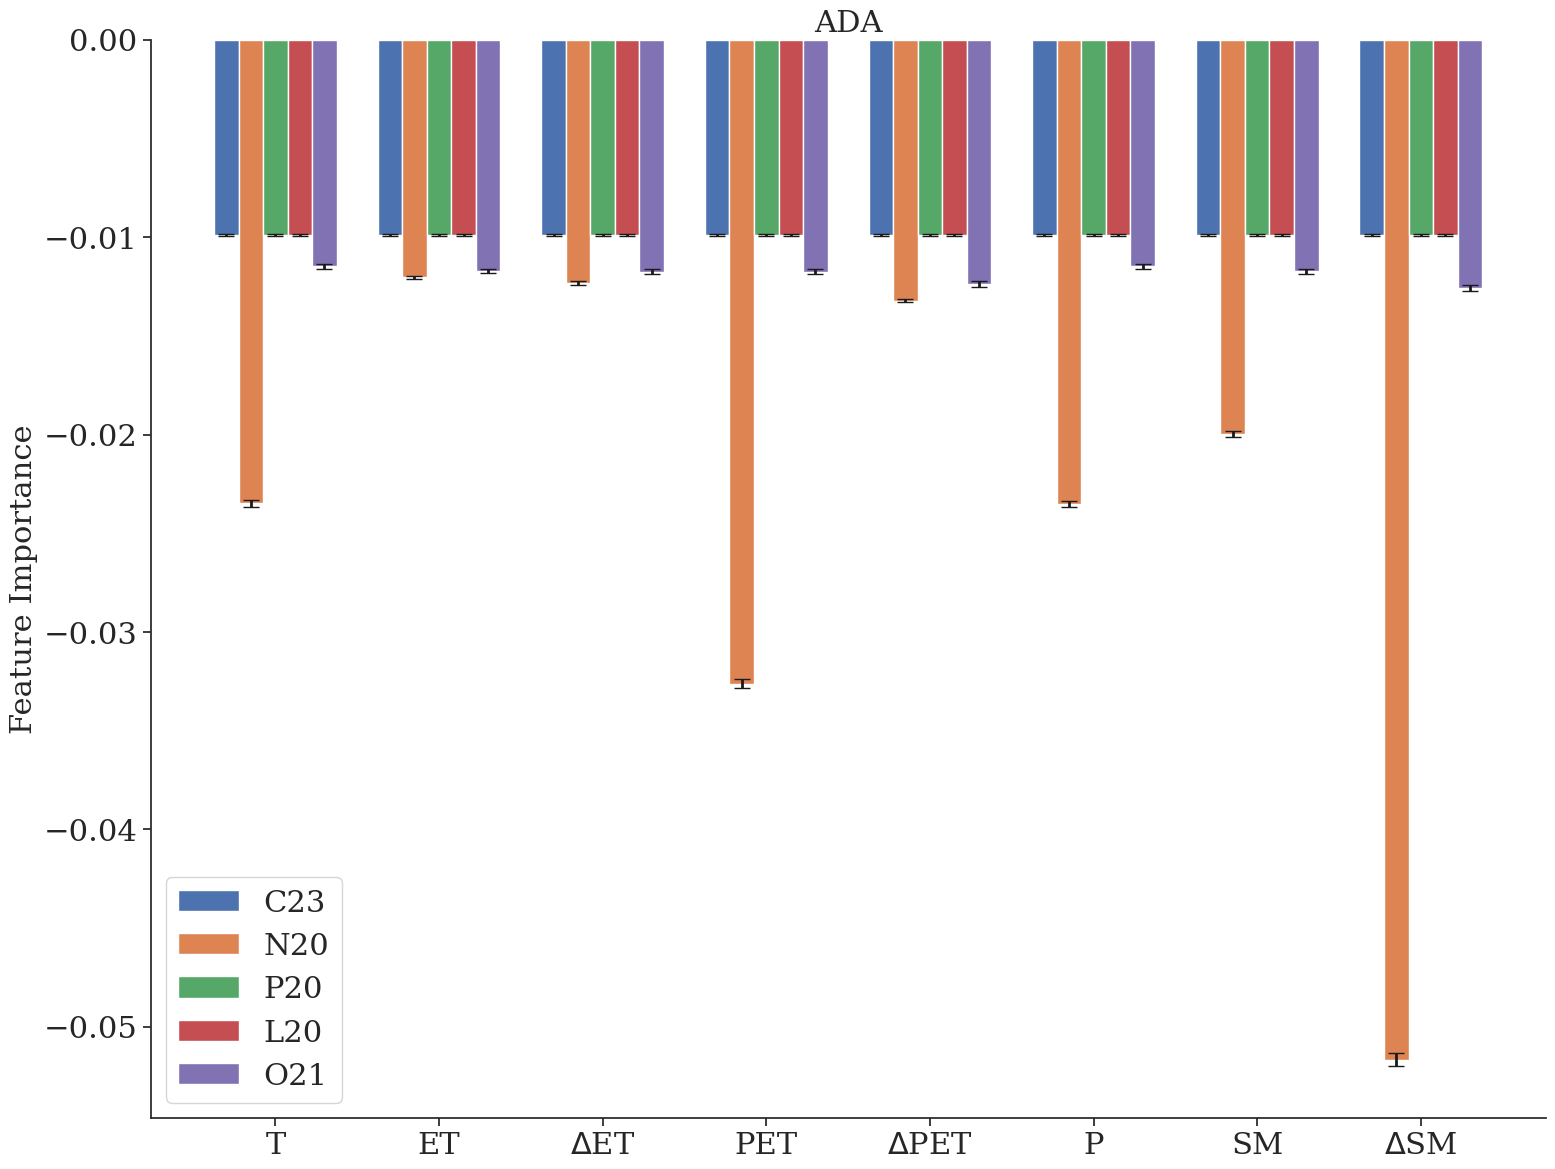 ADA
0.00
−0.01
−0.02
−0.03
−0.04
−0.05
Feature Importance
C23
N20
P20
L20
O21
T ET ΔET PET ΔPET P SM ΔSM